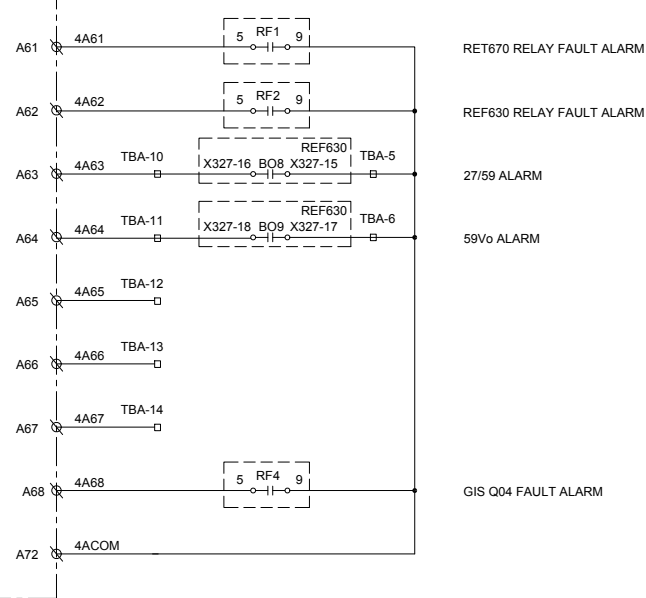 A61 4A61 5 RF1 9 RET670 RELAY FAULT ALARM
A62 4A62 5 RF2 9 REF630 RELAY FAULT ALARM
REF630
A63 4A63 TBA-10 X327-16 BO8 X327-15 TBA-5 27/59 ALARM
REF630
A64 4A64 TBA-11 X327-18 BO9 X327-17 TBA-6 59Vo ALARM
A65 4A65 TBA-12
A66 4A66 TBA-13
A67 4A67 TBA-14
A68 4A68 5 RF4 9 GIS Q04 FAULT ALARM
A72 4ACOM